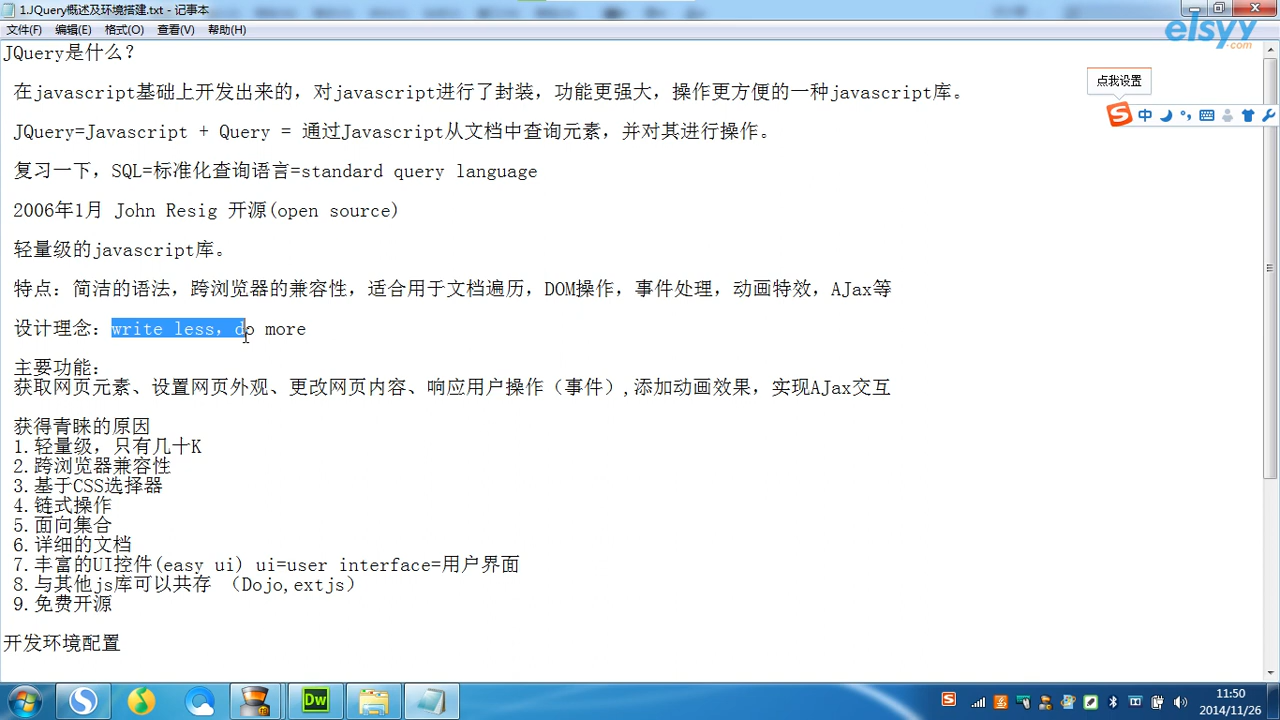 1.JQuery概述及环境搭建.txt - 记事本
文件(F) 编辑(E) 格式(O) 查看(V) 帮助(H)
elsyy.com
JQuery是什么？
点我设置
在javascript基础上开发出来的，对javascript进行了封装，功能更强大，操作更方便的一种javascript库。
中
JQuery=Javascript + Query = 通过Javascript从文档中查询元素，并对其进行操作。
复习一下，SQL=标准化查询语言=standard query language
2006年1月 John Resig 开源(open source)
轻量级的javascript库。
特点：简洁的语法，跨浏览器的兼容性，适合用于文档遍历，DOM操作，事件处理，动画特效，AJax等
设计理念：write less，do more
主要功能：
获取网页元素、设置网页外观、更改网页内容、响应用户操作（事件）,添加动画效果，实现AJax交互
获得青睐的原因
1.轻量级，只有几十K
2.跨浏览器兼容性
3.基于CSS选择器
4.链式操作
5.面向集合
6.详细的文档
7.丰富的UI控件(easy ui) ui=user interface=用户界面
8.与其他js库可以共存 （Dojo,extjs）
9.免费开源
开发环境配置
Dw
11:50
2014/11/26